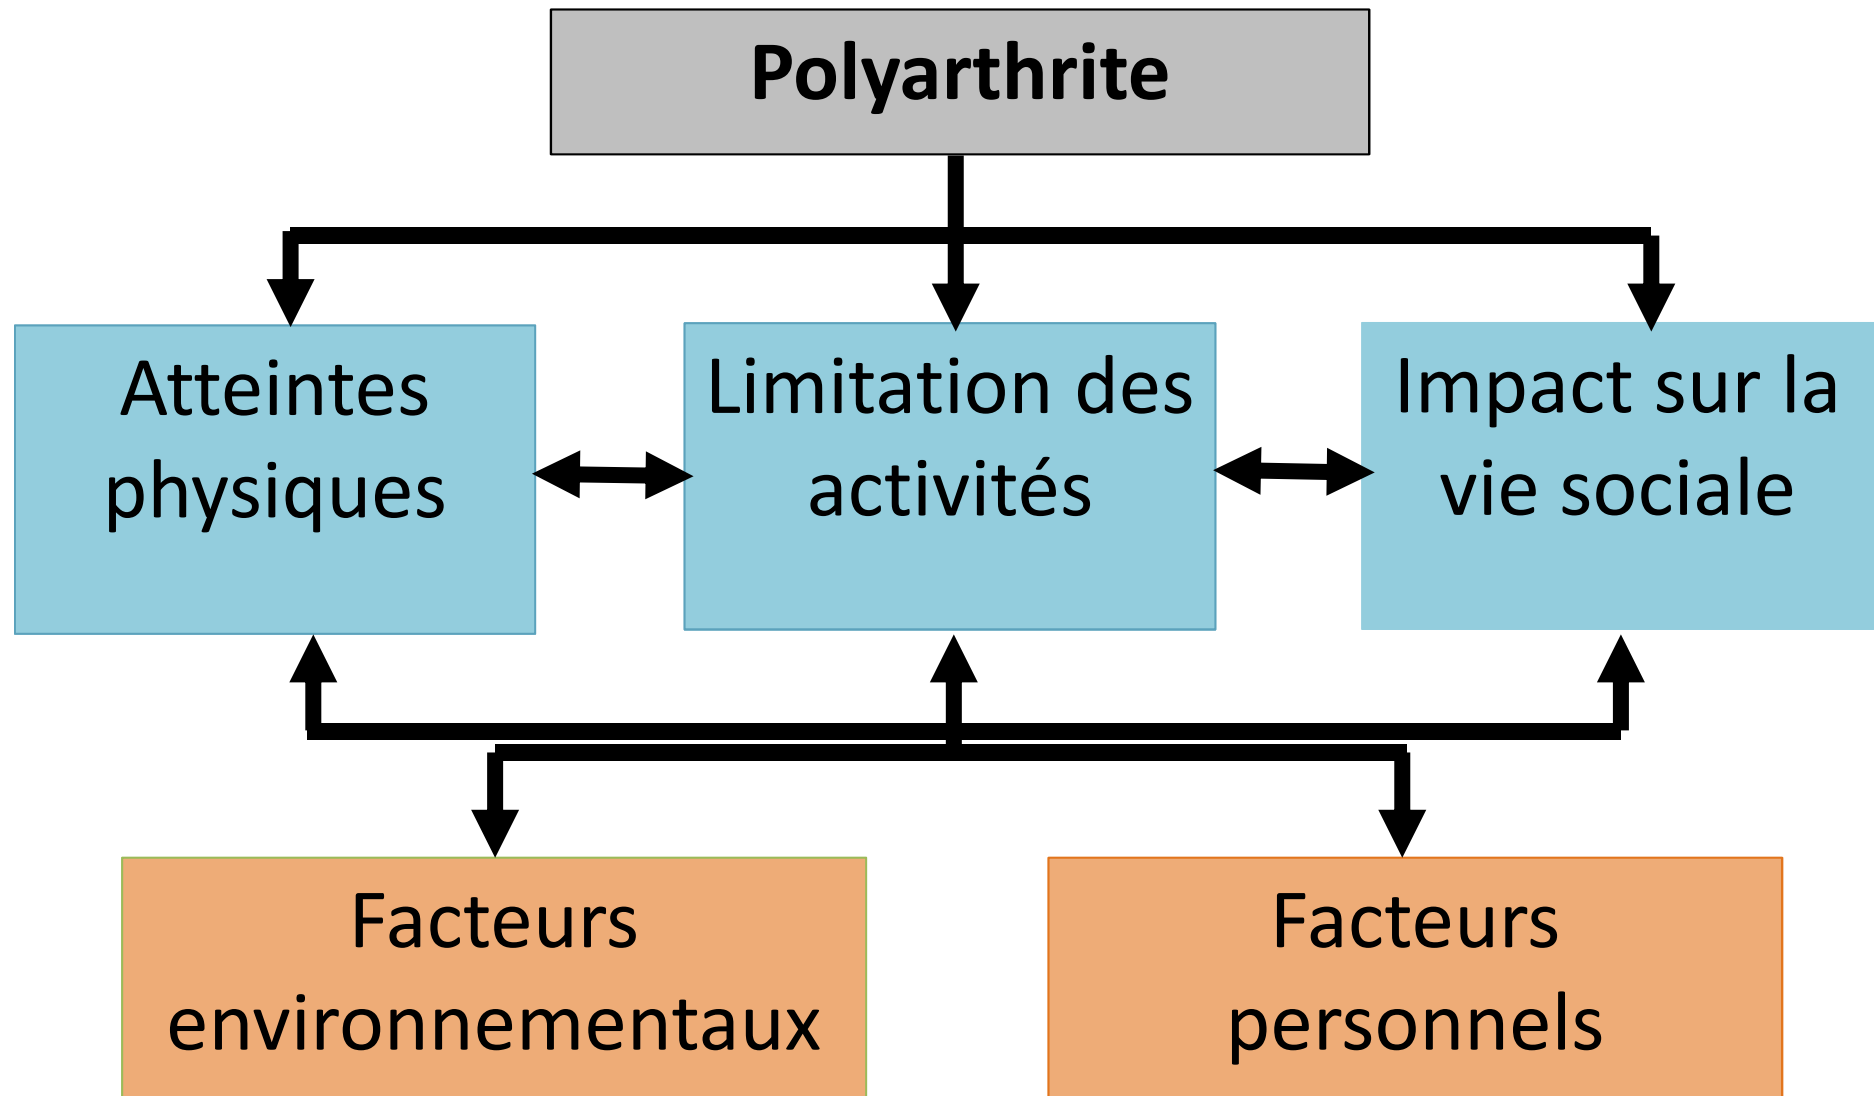 Polyarthrite
Atteintes
physiques
Limitation des
activités
Impact sur la
vie sociale
Facteurs
environnementaux
Facteurs
personnels